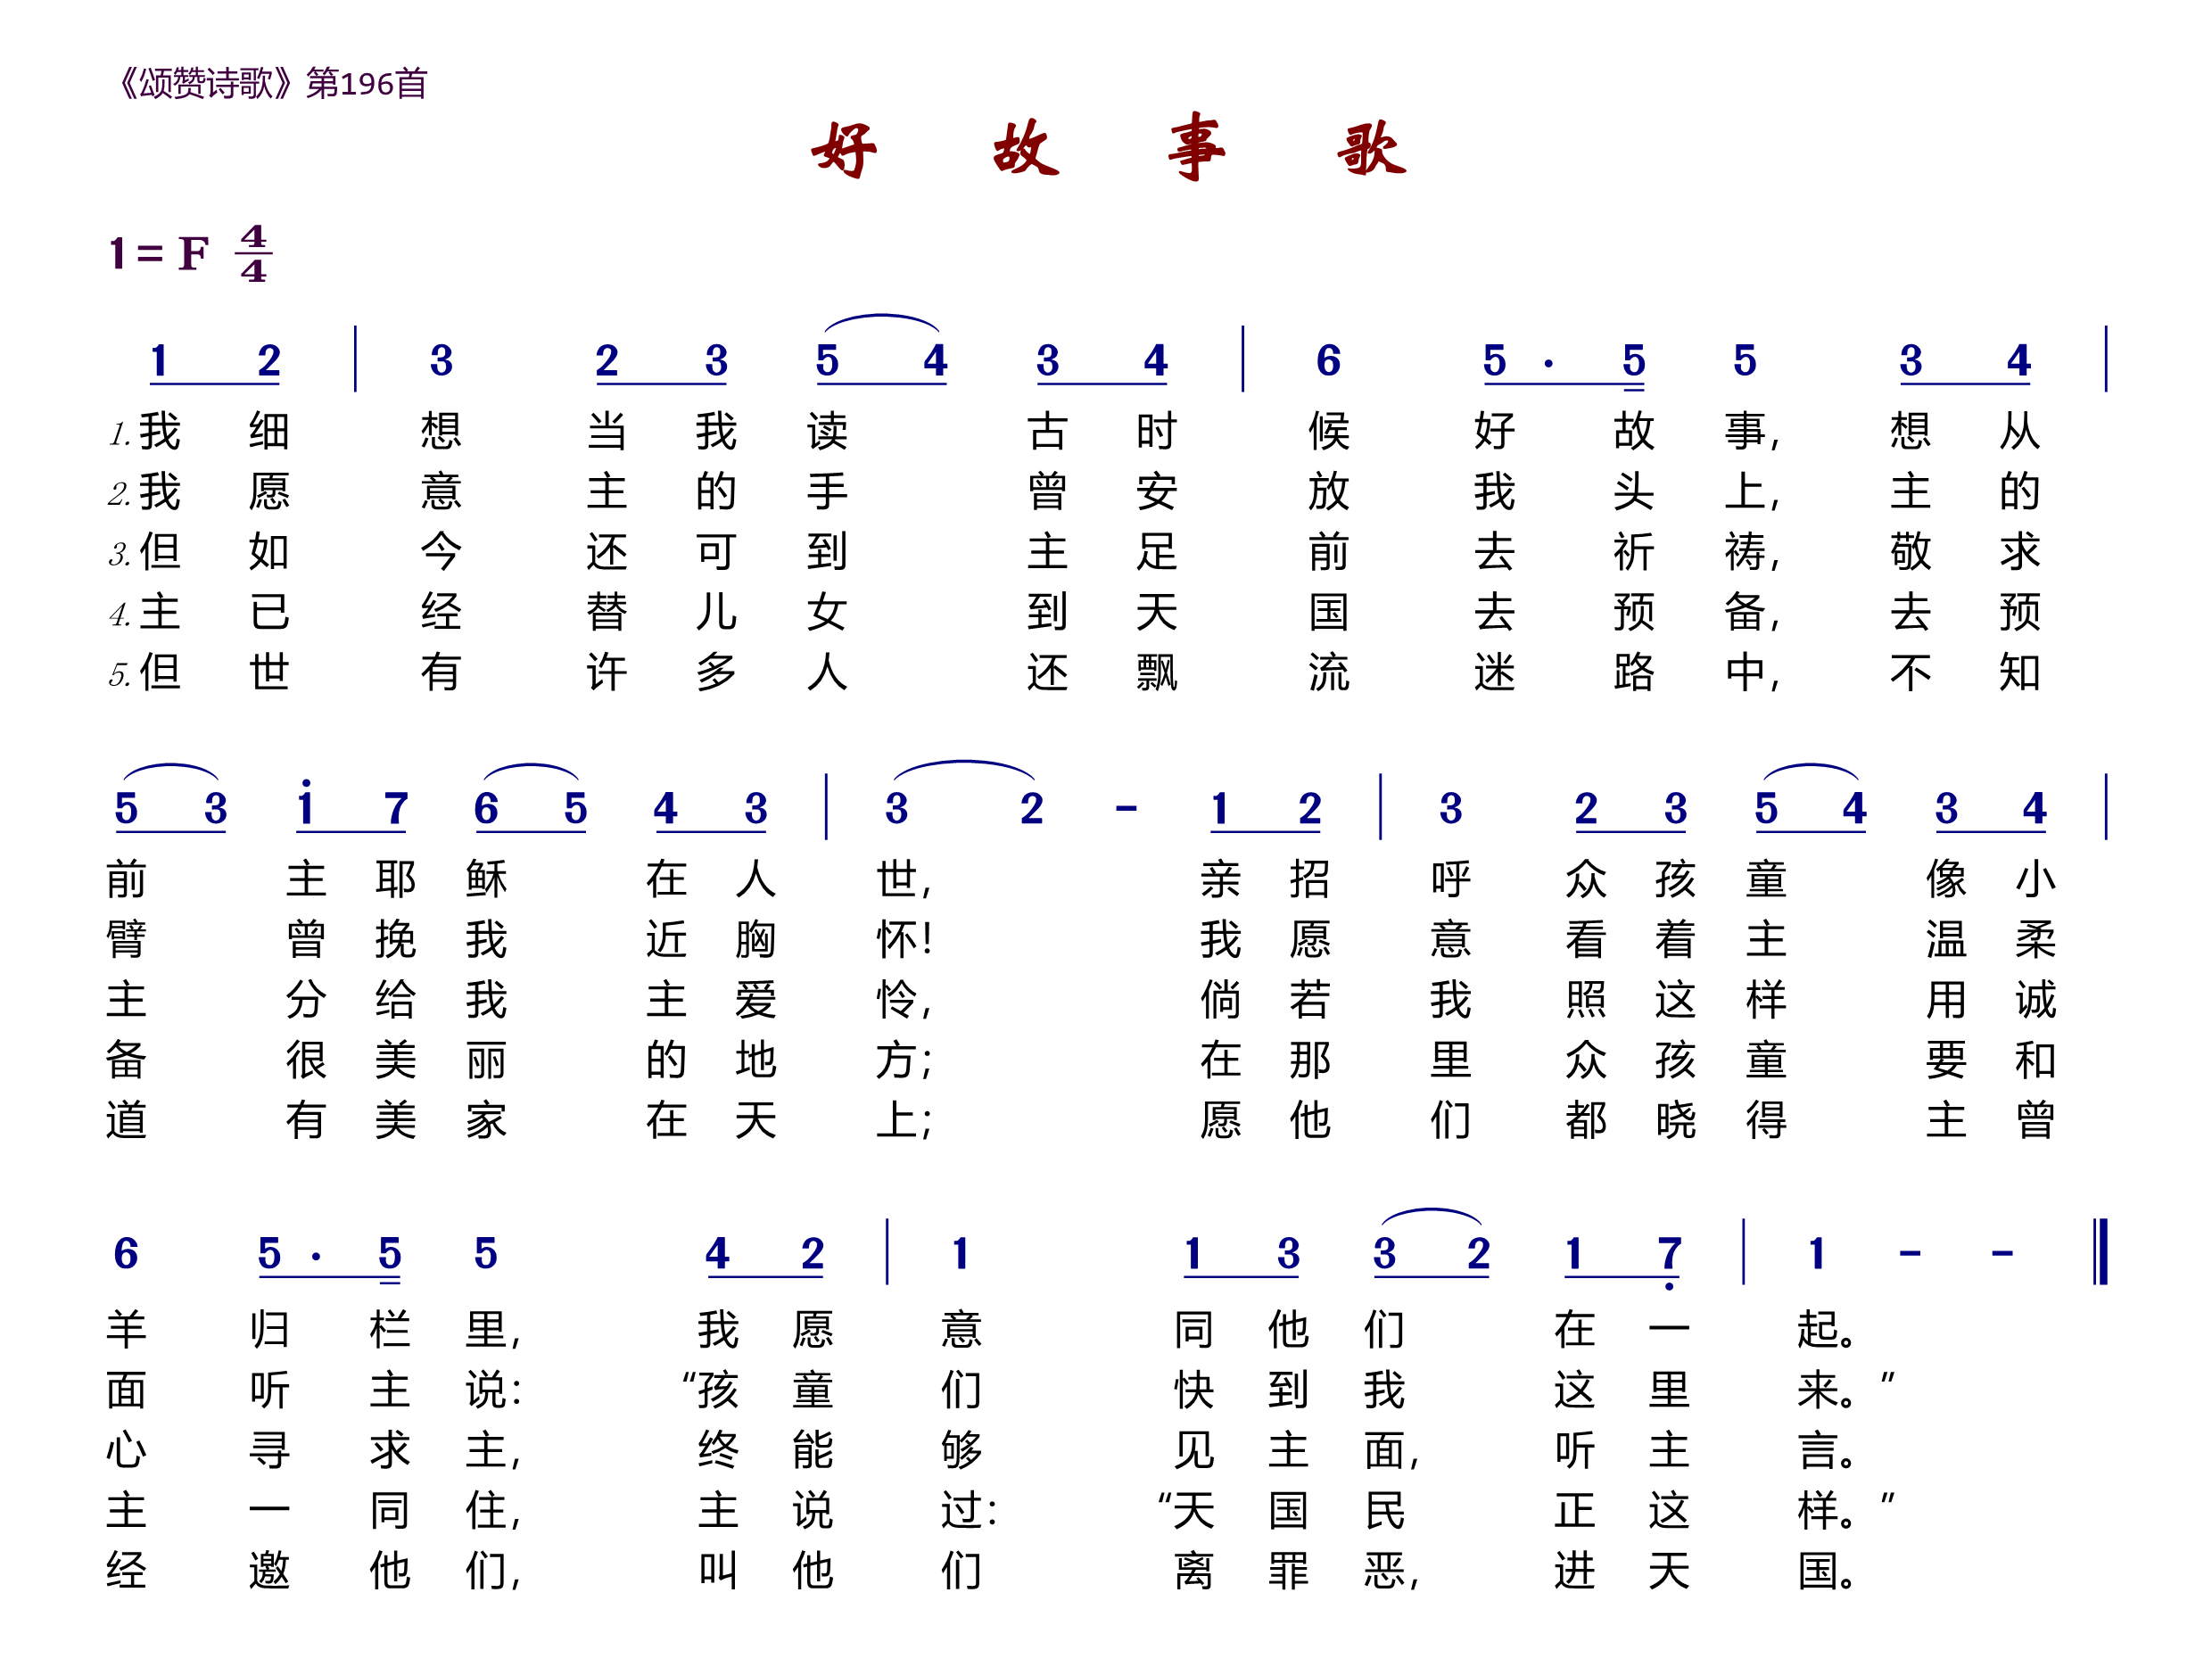 《颂赞诗歌》第196首
好 故 事 歌
1=F 4/4
1 2 | 3 2 3 5 4 3 4 | 6 5 · 5 5 3 4 |
1.我细想当我读古时候好故事,想从
2.我愿意主的手曾安放我头上,主的
3.但如今还可到主足前去祈祷,敬求
4.主已经替儿女到天国去预备,去预
5.但世有许多人还飘流迷路中,不知
5 3 i 7 6 5 4 3 | 3 2 - 1 2 | 3 2 3 5 4 3 4 |
前主耶稣在人世,亲招呼众孩童像小
臂曾挽我近胸怀!我愿意看着主温柔
主分给我主爱怜,倘若我照这样用诚
备很美丽的地方;在那里众孩童要和
道有美家在天上;愿他们都晓得主曾
6 5 · 5 5 4 2 | 1 1 3 3 2 1 7̣ | 1 - - ‖
羊归栏里,我愿意同他们在一起。
面听主说:“孩童们快到我这里来。”
心寻求主,终能够见主面,听主言。
主一同住,主说过:“天国民正这样。”
经邀他们,叫他们离罪恶,进天国。